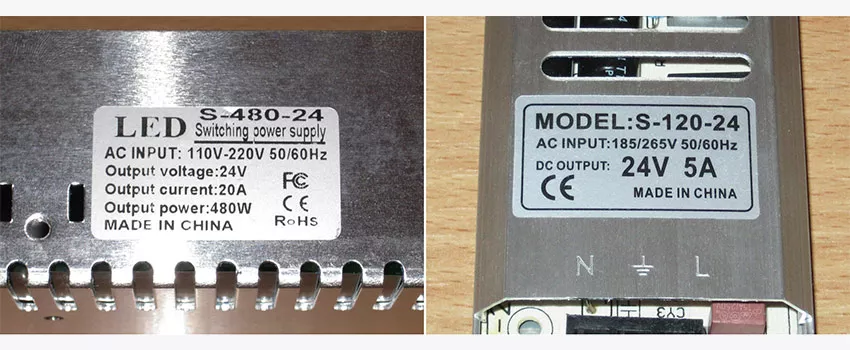 LED S-480-24
Switching power supply
AC INPUT: 110V-220V 50/60Hz
Output voltage:24V
Output current:20A
Output power:480W
MADE IN CHINA
FC
CE
RoHS
MODEL:S-120-24
AC INPUT: 185/265V 50/60Hz
DC OUTPUT: 24V 5A
CE MADE IN CHINA
N L
CY3